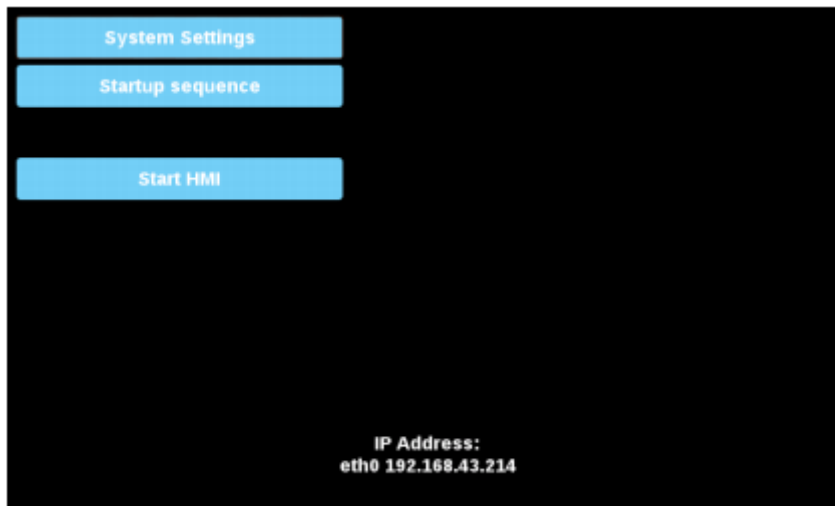 System Settings
Startup sequence
Start HMI
IP Address:
eth0 192.168.43.214